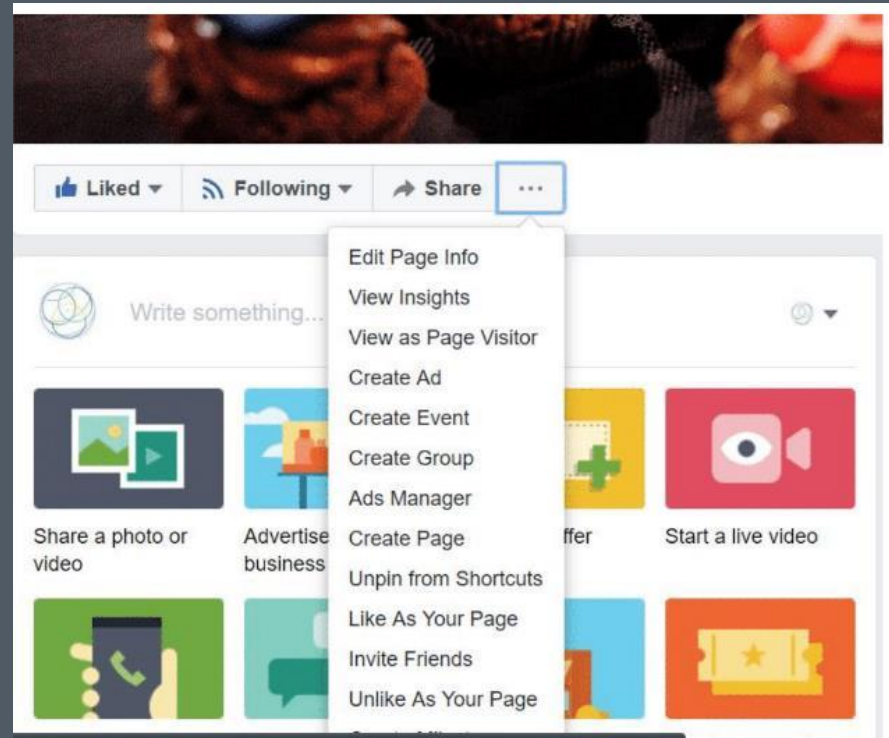 Liked
Following
Share
...
Edit Page Info
View Insights
View as Page Visitor
Create Ad
Create Event
Create Group
Ads Manager
Create Page
Unpin from Shortcuts
Like As Your Page
Invite Friends
Unlike As Your Page
Write something...
Share a photo or
video
Advertise
business
ffer
Start a live video